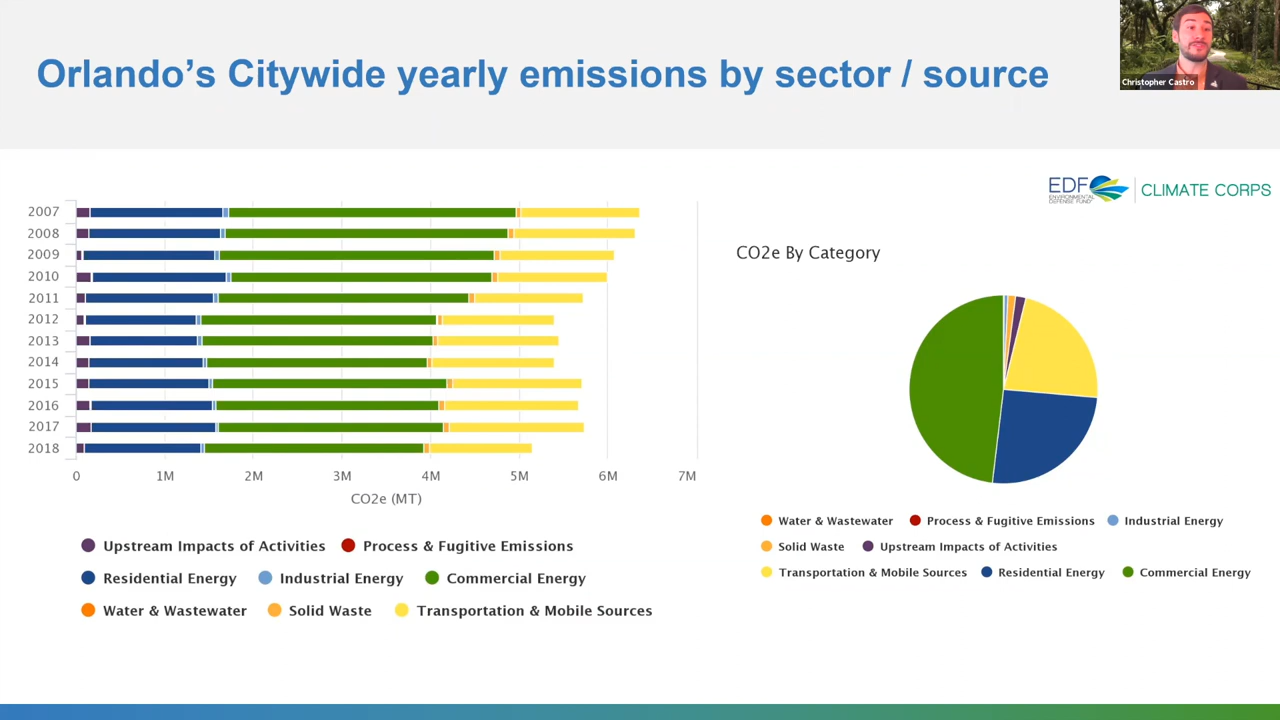 Orlando's Citywide yearly emissions by sector / source
Christopher Castro
EDF
ENVIRONMENTAL
DEFENSE FUND
CLIMATE CORPS
2007
2008
2009
2010
2011
2012
2013
2014
2015
2016
2017
2018
0 1M 2M 3M 4M 5M 6M 7M
CO2e (MT)
Upstream Impacts of Activities Process & Fugitive Emissions
Residential Energy Industrial Energy Commercial Energy
Water & Wastewater Solid Waste Transportation & Mobile Sources
CO2e By Category
Water & Wastewater Process & Fugitive Emissions Industrial Energy
Solid Waste Upstream Impacts of Activities
Transportation & Mobile Sources Residential Energy Commercial Energy